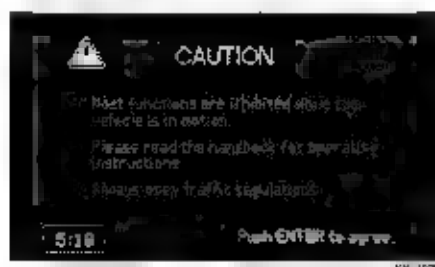 CAUTION
Most functions are inhibited while the
vehicle is in motion.
Please read the handbook for operating
instructions
Always obey traffic regulations
5:18
Push ENTER to agree.